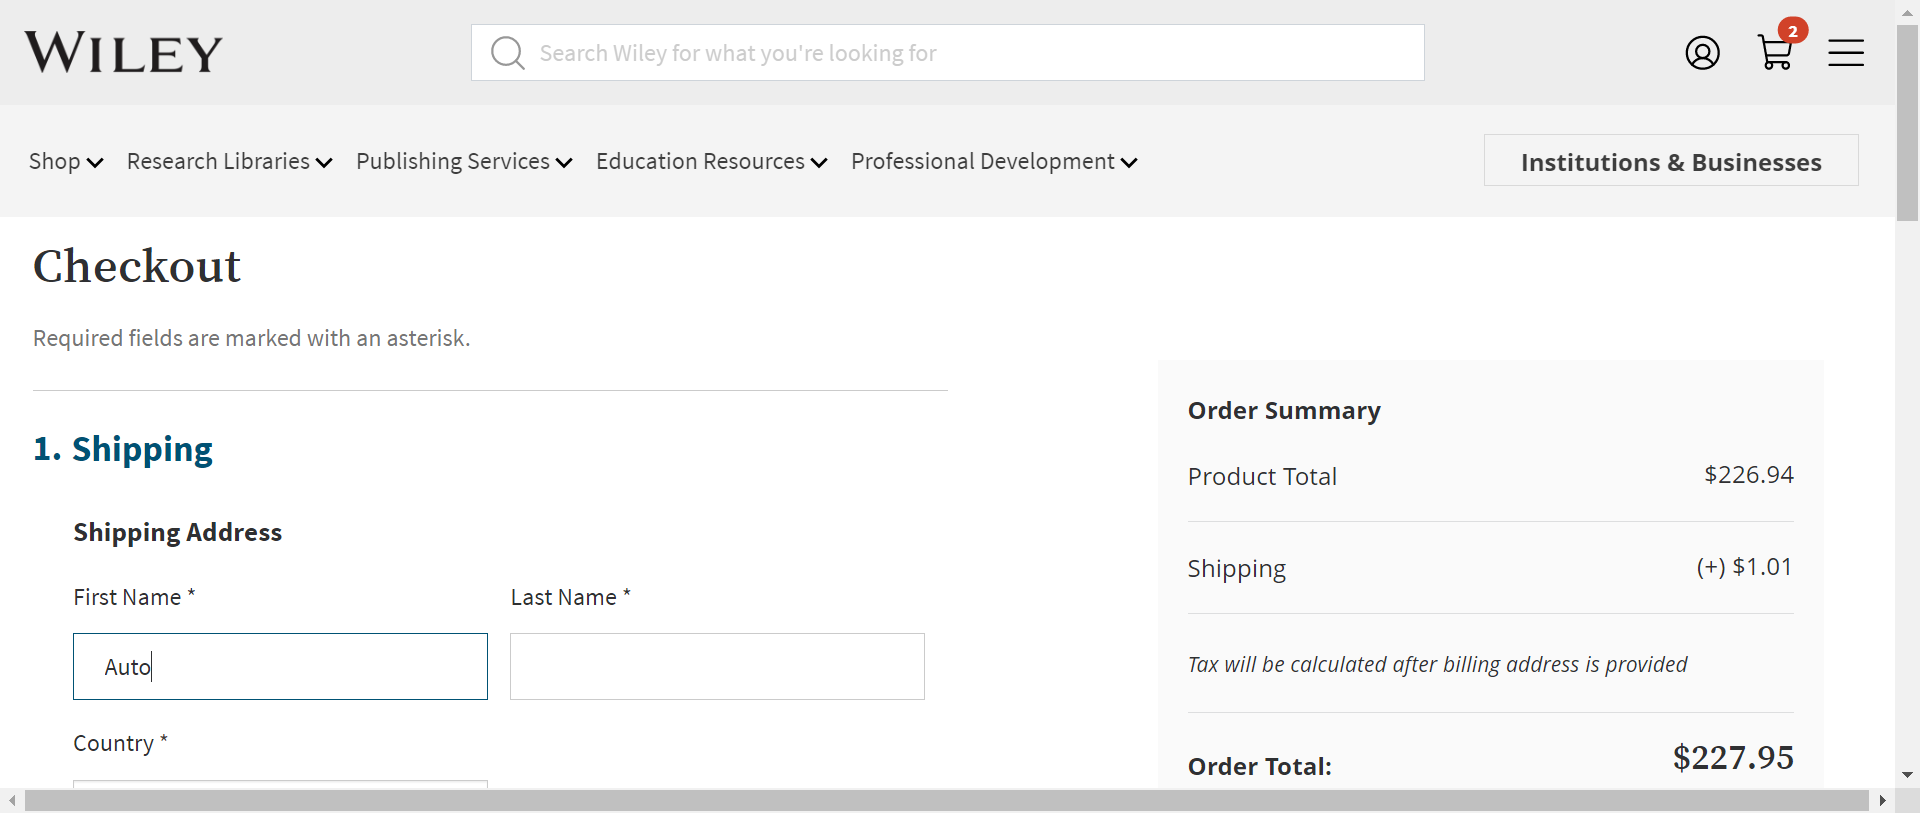 WILEY
Search Wiley for what you're looking for
2
Shop Research Libraries Publishing Services Education Resources Professional Development
Institutions & Businesses
Checkout
Required fields are marked with an asterisk.
1. Shipping
Shipping Address
First Name * Last Name *
Auto
Country *
Order Summary
Product Total $226.94
Shipping (+) $1.01
Tax will be calculated after billing address is provided
Order Total: $227.95